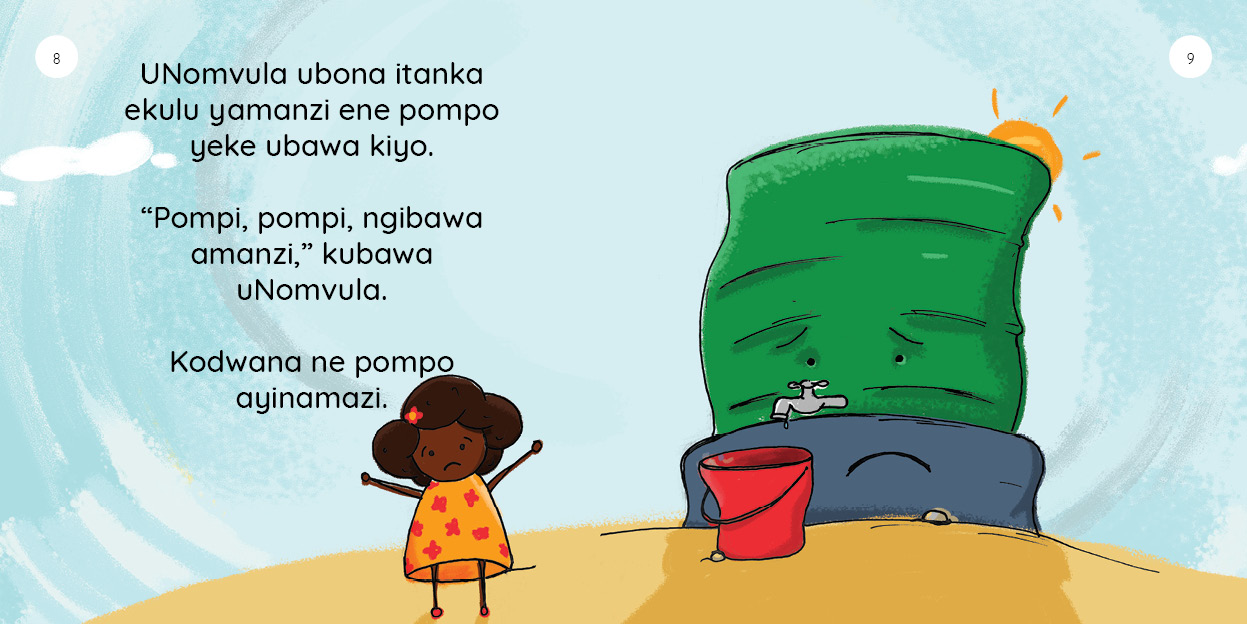 8
UNomvula ubona itanka
ekulu yamanzi ene pompo
yeke ubawa kiyo.
“Pompi, pompi, ngibawa
amanzi,” kubawa
uNomvula.
Kodwana ne pompo
ayinamazi.
9